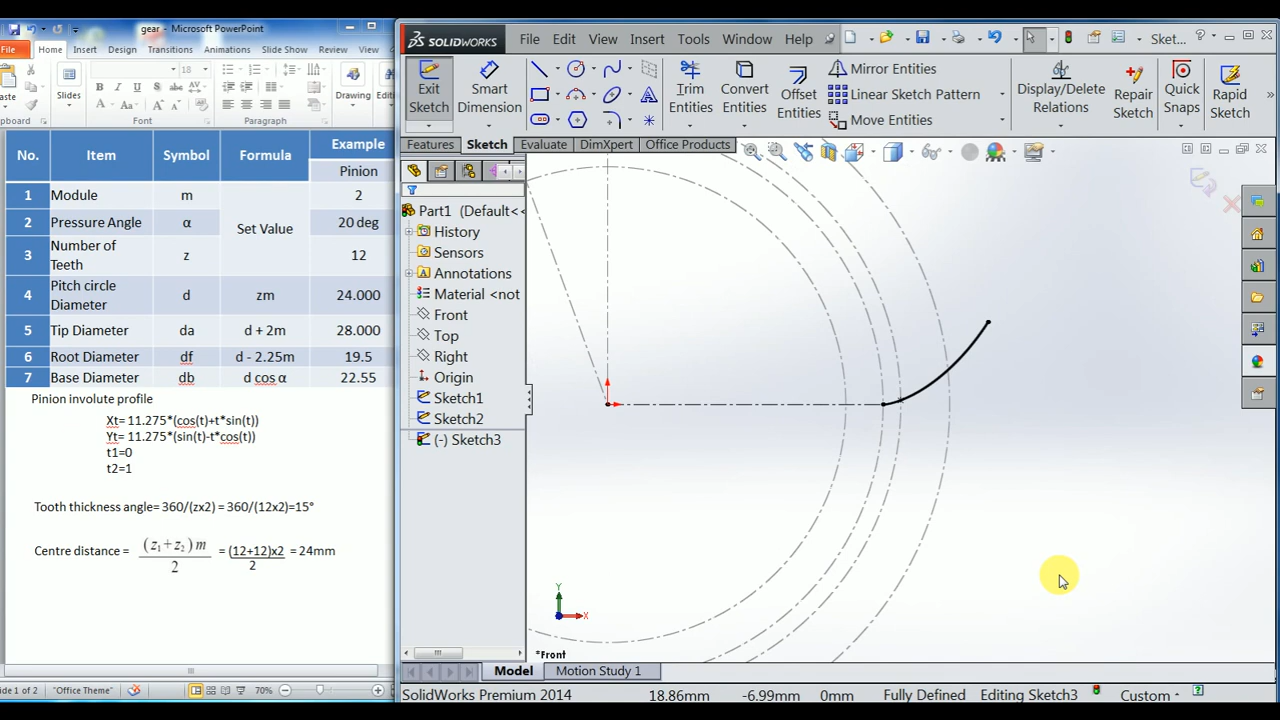 gear - Microsoft PowerPoint
File Home Insert Design Transitions Animations Slide Show Review View
Slides
Drawing Editing
Clipboard Font Paragraph
No. Item Symbol Formula Example
Pinion
1 Module m 2
Set Value
2 Pressure Angle α 20 deg
3 Number of Teeth z 12
4 Pitch circle Diameter d zm 24.000
5 Tip Diameter da d + 2m 28.000
6 Root Diameter df d - 2.25m 19.5
7 Base Diameter db d cos α 22.55
Pinion involute profile
Xt= 11.275*(cos(t)+t*sin(t))
Yt= 11.275*(sin(t)-t*cos(t))
t1=0
t2=1
Tooth thickness angle= 360/(zx2) = 360/(12x2)=15°
Centre distance = (z1+z2)m = (12+12)x2 = 24mm
2 2
ide 1 of 2 "Office Theme" 70%
SOLIDWORKS File Edit View Insert Tools Window Help Sket... ?
Exit Sketch
Smart Dimension
Trim Entities
Convert Entities
Offset Entities
Mirror Entities
Linear Sketch Pattern
Move Entities
Display/Delete Relations
Repair Sketch
Quick Snaps
Rapid Sketch
Features Sketch Evaluate DimXpert Office Products
Part1 (Default<<
History
Sensors
Annotations
Material <not
Front
Top
Right
Origin
Sketch1
Sketch2
(-) Sketch3
Y
X
*Front
Model Motion Study 1
SolidWorks Premium 2014 18.86mm -6.99mm 0mm Fully Defined Editing Sketch3 Custom ?